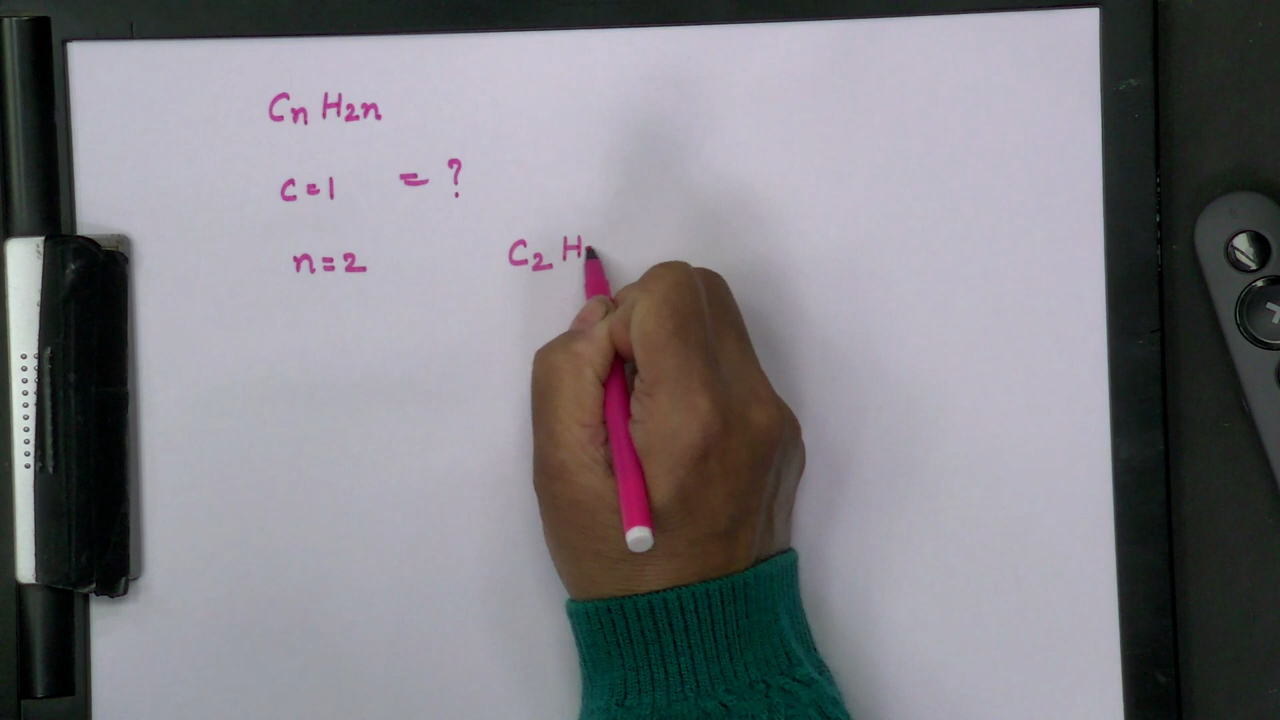 Cn H2n
c=1 = ?
n=2 C2 H